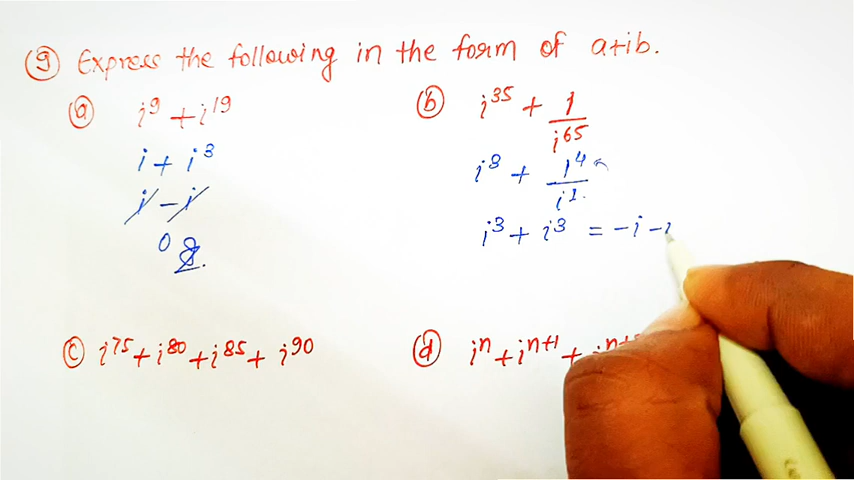 ⑨ Express the following in the form of a+ib.
ⓐ i⁹ + i¹⁹
i + i³
i - i
0
ⓑ i³⁵ + 1/i⁶⁵
i³ + i⁴/i¹.
i³ + i³ = -i -i
ⓒ i⁷⁵ + i⁸⁰ + i⁸⁵ + i⁹⁰
ⓓ iⁿ + iⁿ⁺¹ + iⁿ⁺